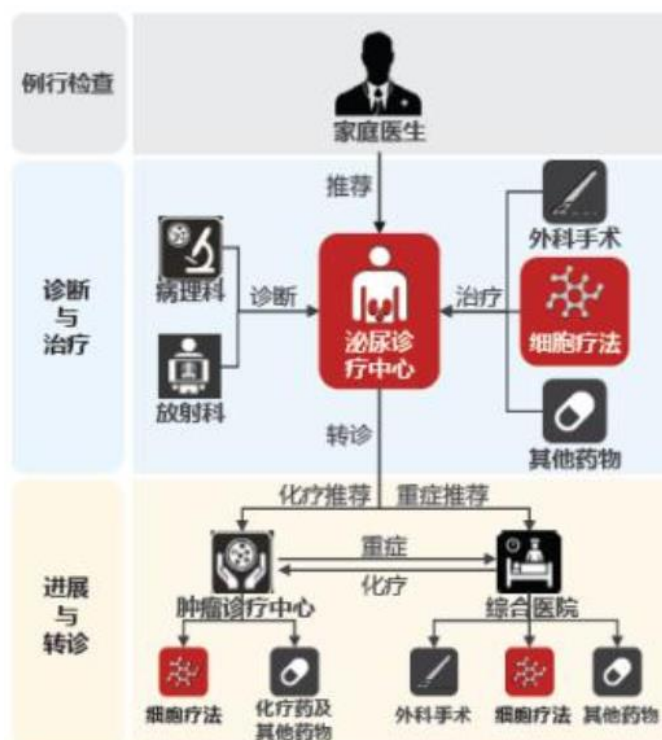 例行检查
家庭医生
推荐
诊断
与
治疗
病理科
放射科
诊断
泌尿诊
疗中心
治疗
外科手术
细胞疗法
其他药物
转诊
进展
与
转诊
化疗推荐
重症推荐
肿瘤诊疗中心
重症
化疗
综合医院
细胞疗法
化疗药及
其他药物
外科手术
细胞疗法
其他药物